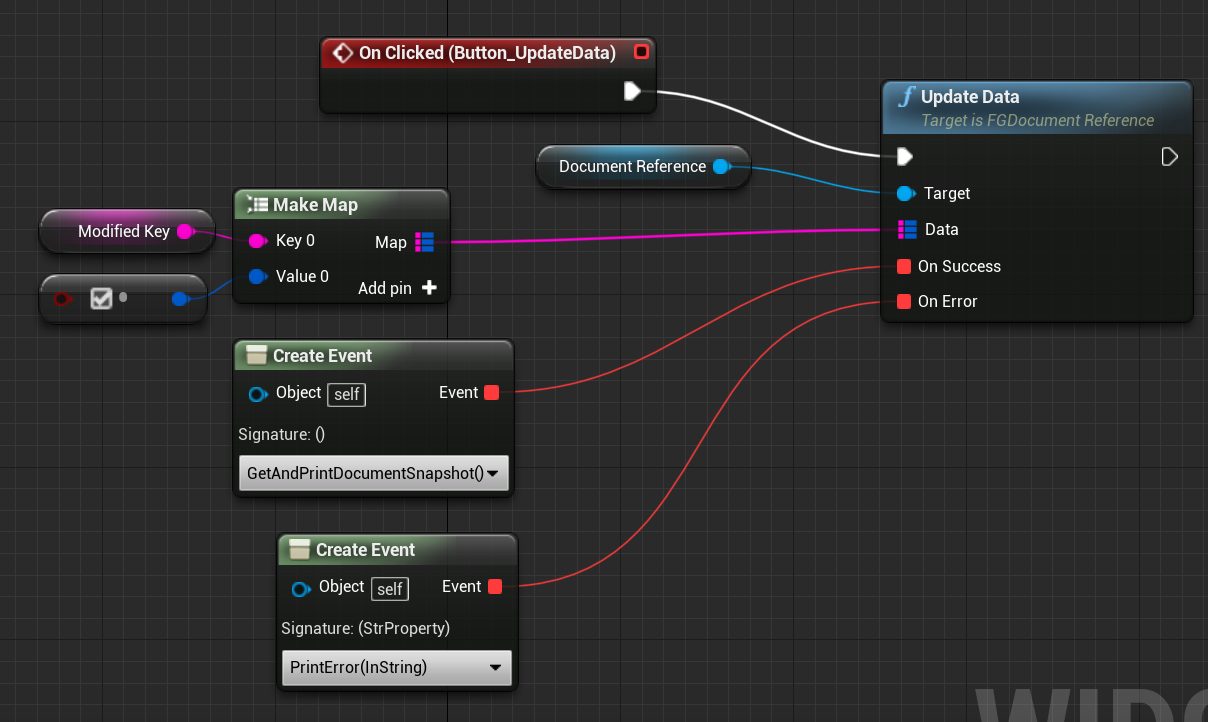 On Clicked (Button_UpdateData)
Update Data
Target is FGDocument Reference
Document Reference
Target
Data
On Success
On Error
Modified Key
Make Map
Key 0
Map
Value 0
Add pin
Create Event
Object self
Event
Signature: ()
GetAndPrintDocumentSnapshot()
Create Event
Object self
Event
Signature: (StrProperty)
PrintError(InString)